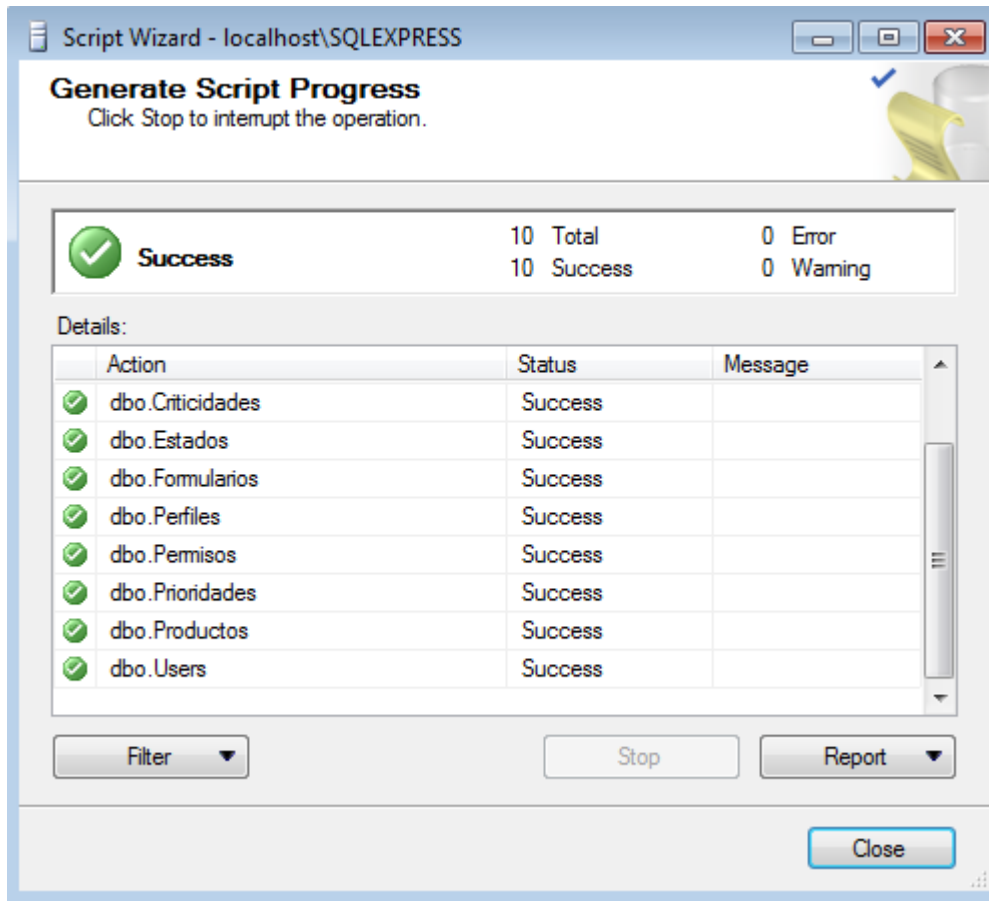 Script Wizard - localhost\SQLEXPRESS
Generate Script Progress
Click Stop to interrupt the operation.
Success
10 Total
0 Error
10 Success
0 Warning
Details:
Action Status Message
dbo.Criticidades Success
dbo.Estados Success
dbo.Formularios Success
dbo.Perfiles Success
dbo.Permisos Success
dbo.Prioridades Success
dbo.Productos Success
dbo.Users Success
Filter Stop Report
Close